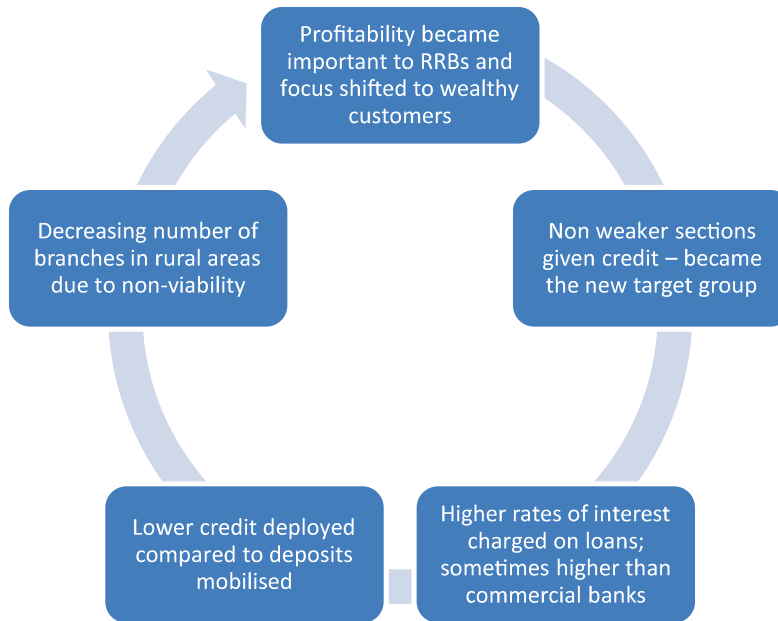 Profitability became
important to RRBs and
focus shifted to wealthy
customers
Non weaker sections
given credit – became
the new target group
Higher rates of interest
charged on loans;
sometimes higher than
commercial banks
Lower credit deployed
compared to deposits
mobilised
Decreasing number of
branches in rural areas
due to non-viability